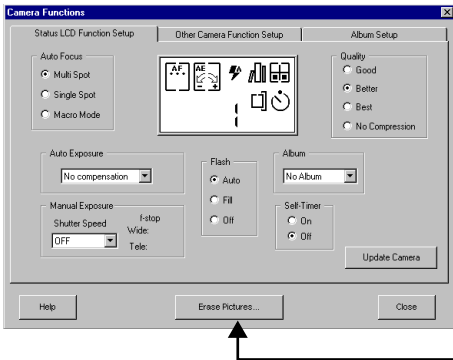 Camera Functions
Status LCD Function Setup
Other Camera Function Setup
Album Setup
Auto Focus
Multi Spot
Single Spot
Macro Mode
AF
AE
Quality
Good
Better
Best
No Compression
Auto Exposure
No compensation
Flash
Auto
Fill
Off
Album
No Album
Manual Exposure
Shutter Speed
f-stop
Wide:
OFF
Tele:
Self-Timer
On
Off
Update Camera
Help
Erase Pictures...
Close